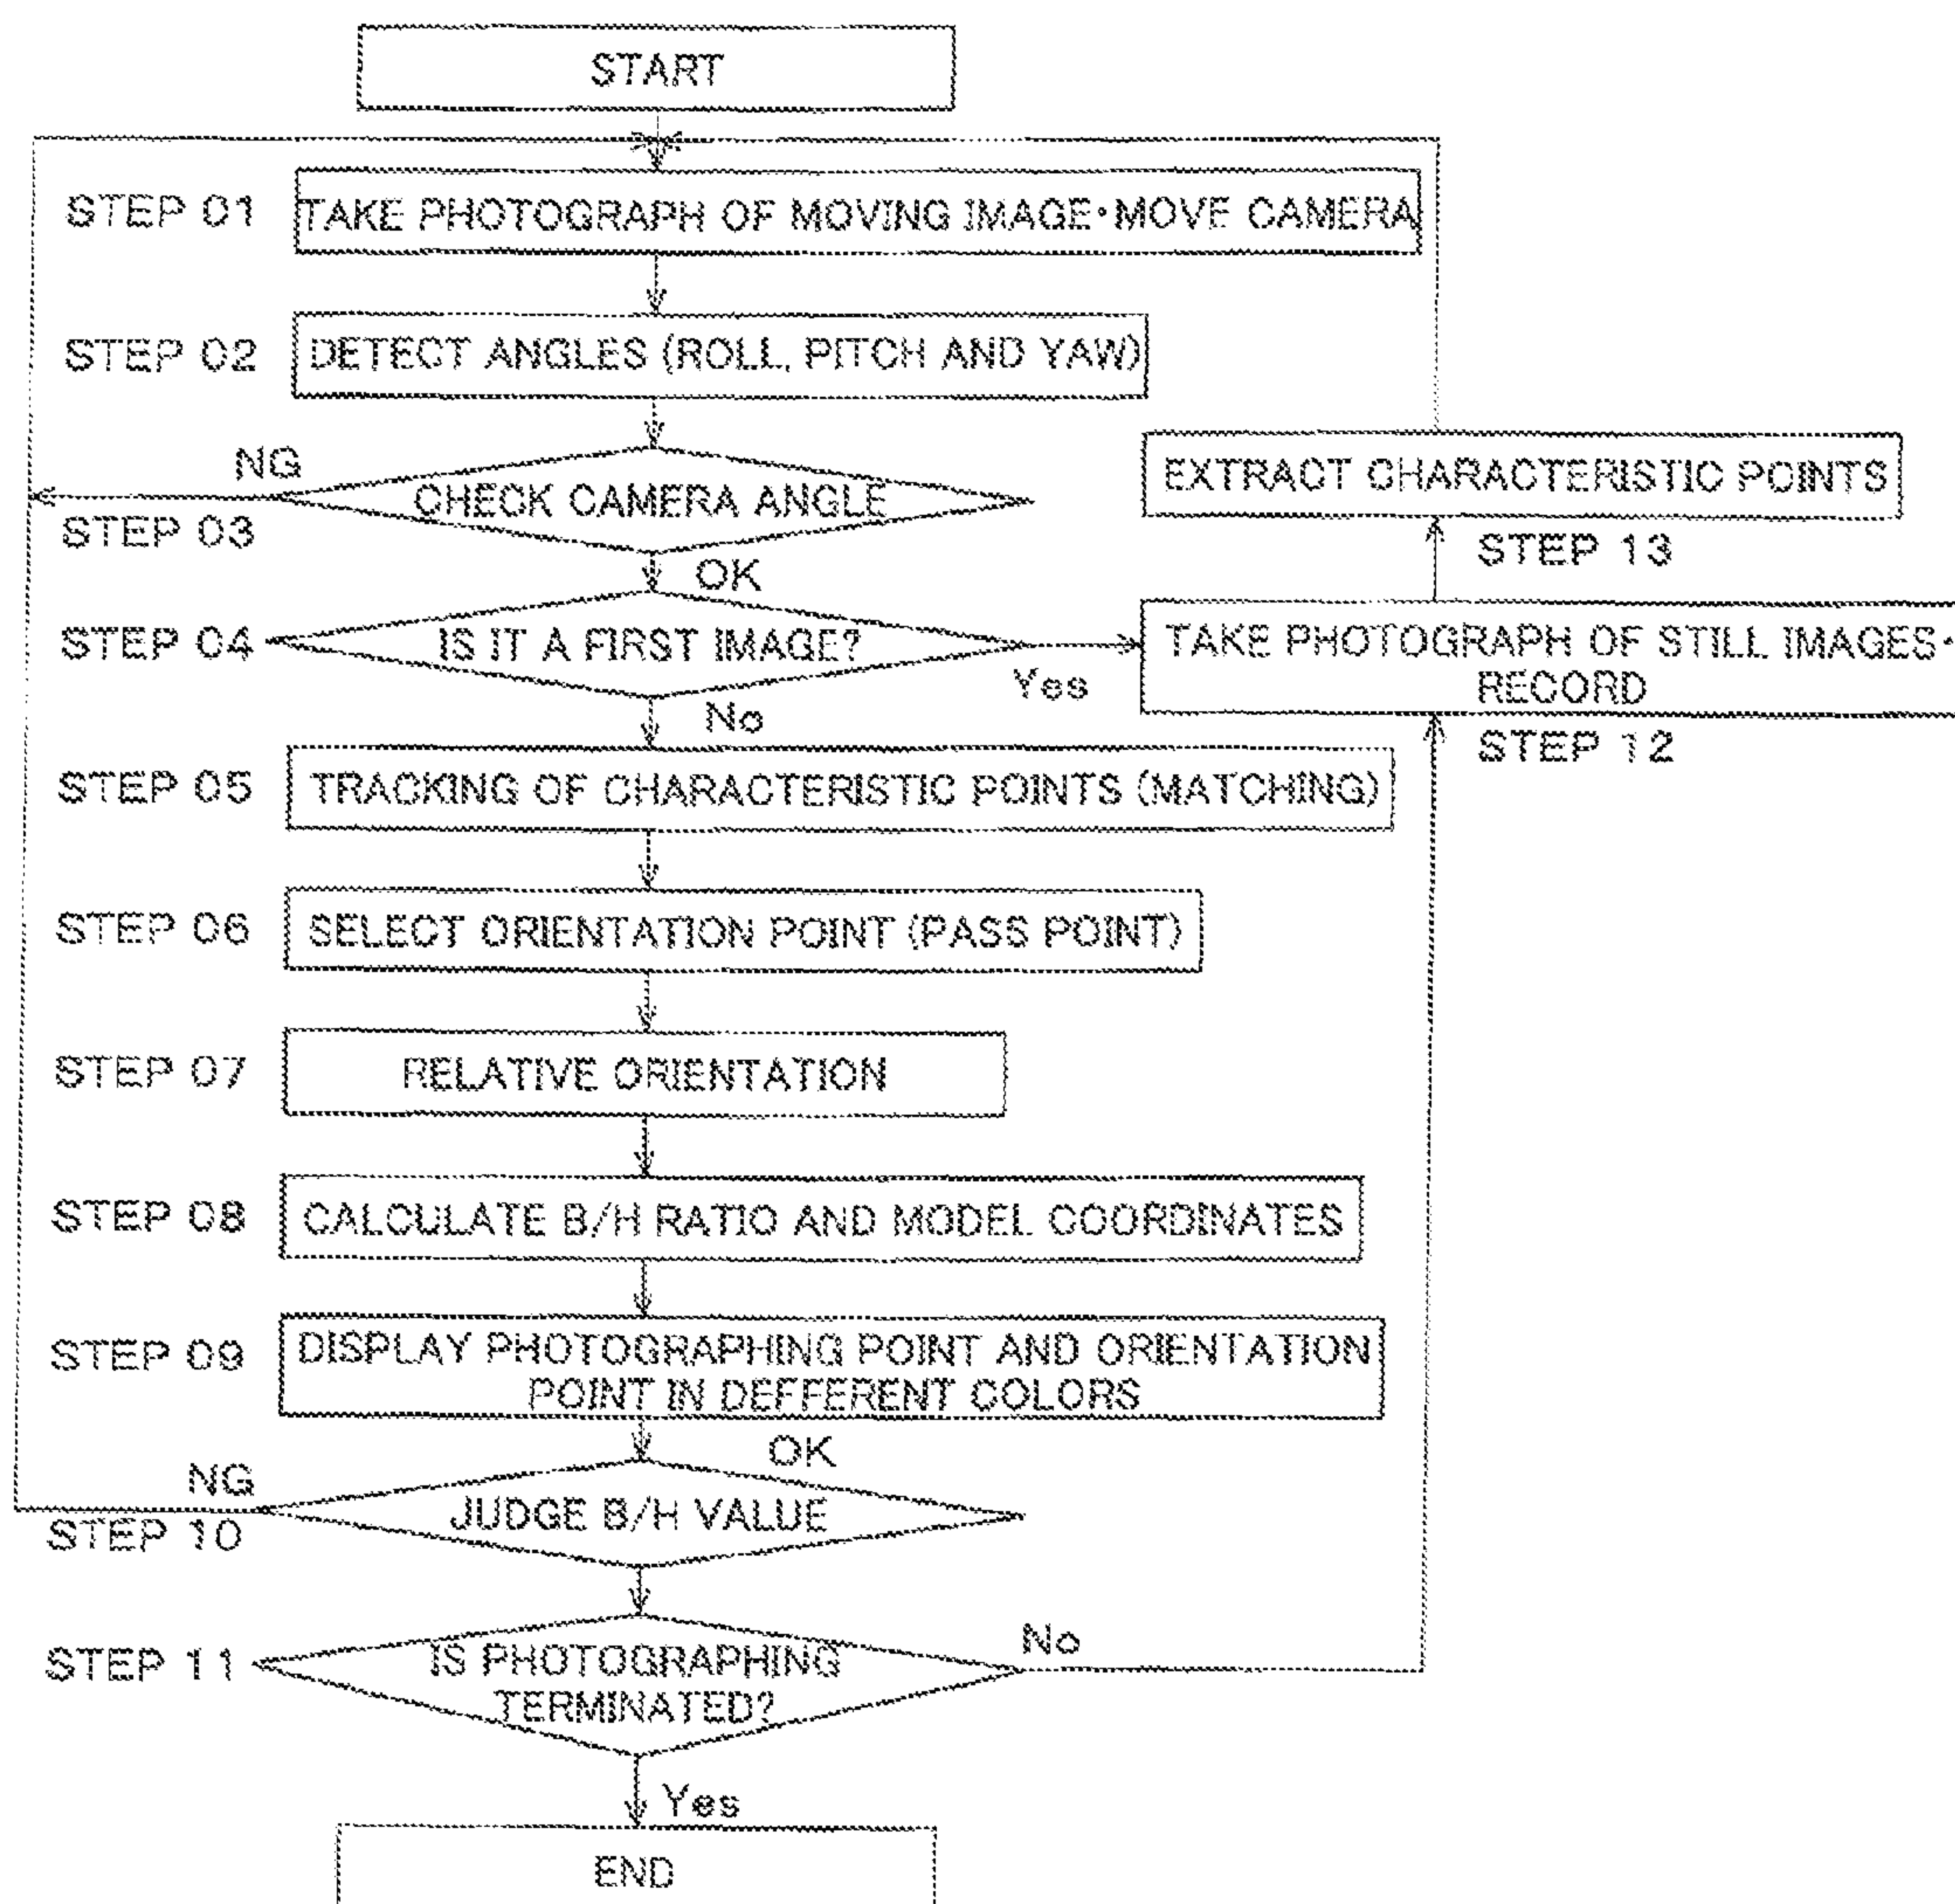 START
STEP 01
TAKE PHOTOGRAPH OF MOVING IMAGE・MOVE CAMERA
STEP 02
DETECT ANGLES (ROLL, PITCH AND YAW)
NG
CHECK CAMERA ANGLE
STEP 03
OK
EXTRACT CHARACTERISTIC POINTS
STEP 13
STEP 04
IS IT A FIRST IMAGE?
Yes
No
TAKE PHOTOGRAPH OF STILL IMAGES・
RECORD
STEP 12
STEP 05
TRACKING OF CHARACTERISTIC POINTS (MATCHING)
STEP 06
SELECT ORIENTATION POINT (PASS POINT)
STEP 07
RELATIVE ORIENTATION
STEP 08
CALCULATE B/H RATIO AND MODEL COORDINATES
STEP 09
DISPLAY PHOTOGRAPHING POINT AND ORIENTATION
POINT IN DEFFERENT COLORS
OK
NG
JUDGE B/H VALUE
STEP 10
STEP 11
IS PHOTOGRAPHING
TERMINATED?
No
Yes
END